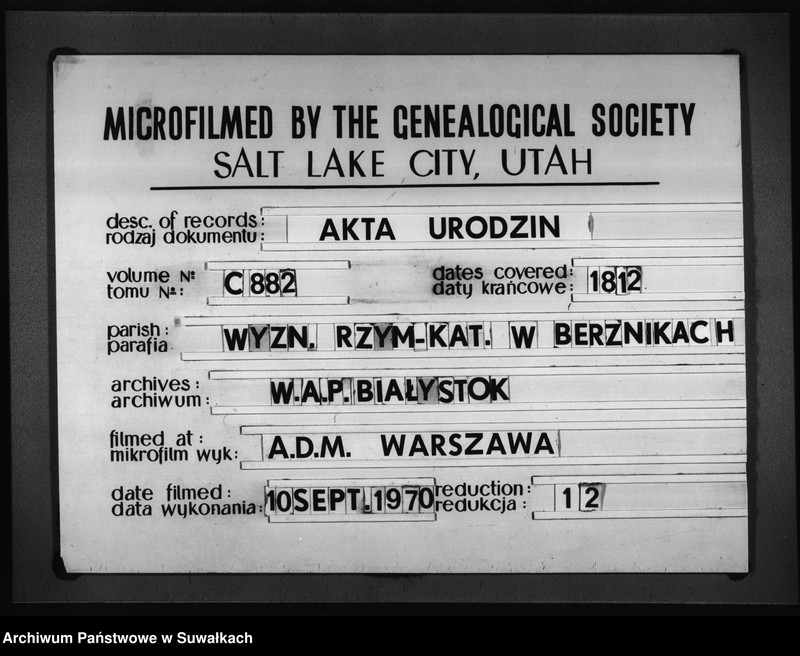 MICROFILMED BY THE GENEALOGICAL SOCIETY
SALT LAKE CITY, UTAH
desc. of records:
rodzaj dokumentu: AKTA URODZIN
volume Nº
tomu Nº: C 882
dates covered:
daty krańcowe: 1812
parish:
parafia WYZN. RZYM-KAT. W BERZNIKACH
archives:
archiwum: W.A.P. BIAŁYSTOK
filmed at:
mikrofilm wyk: A.D.M. WARSZAWA
date filmed:
data wykonania: 10 SEPT. 1970
reduction:
redukcja: 12
Archiwum Państwowe w Suwałkach